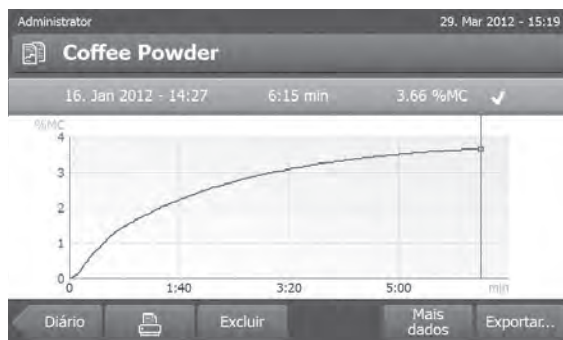 Administrator 29. Mar 2012 - 15:19
Coffee Powder
16. Jan 2012 - 14:27 6:15 min 3.66 %MC
%MC
4
3
2
1
0
0 1:40 3:20 5:00 min
Diário Excluir Mais dados Exportar...